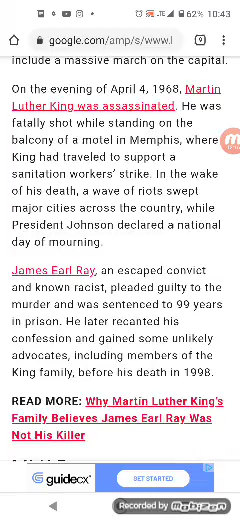 62% 10:43
google.com/amp/s/www.l
9
include a massive march on the capital.
On the evening of April 4, 1968, Martin
Luther King was assassinated. He was
fatally shot while standing on the
balcony of a motel in Memphis, where
King had traveled to support a
sanitation workers' strike. In the wake
of his death, a wave of riots swept
major cities across the country, while
President Johnson declared a national
day of mourning.
James Earl Ray, an escaped convict
and known racist, pleaded guilty to
the murder and was sentenced to 99 years
in prison. He later recanted his
confession and gained some unlikely
advocates, including members of the
King family, before his death in 1998.
READ MORE: Why Martin Luther King's
Family Believes James Earl Ray Was
Not His Killer
guidecx
GET STARTED
Recorded by mobizen